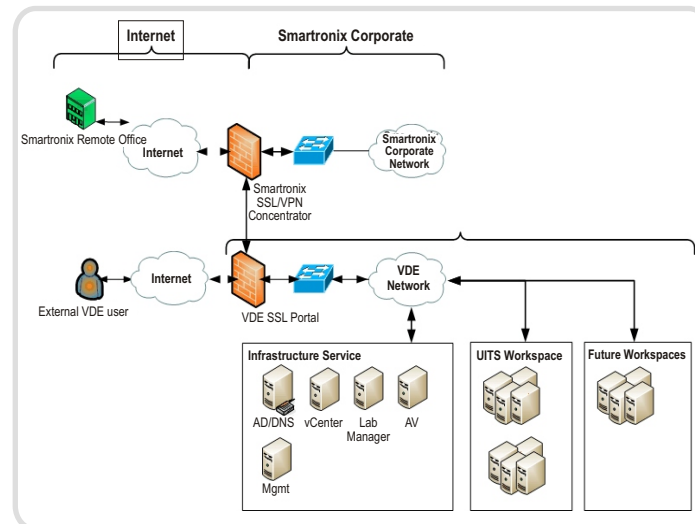 Internet
Smartronix Corporate
Smartronix Remote Office
Internet
Smartronix
Corporate
Network
Smartronix
SSL/VPN
Concentrator
External VDE user
Internet
VDE SSL Portal
VDE
Network
Infrastructure Service
AD/DNS
vCenter
Lab
Manager
AV
Mgmt
UITS Workspace
Future Workspaces